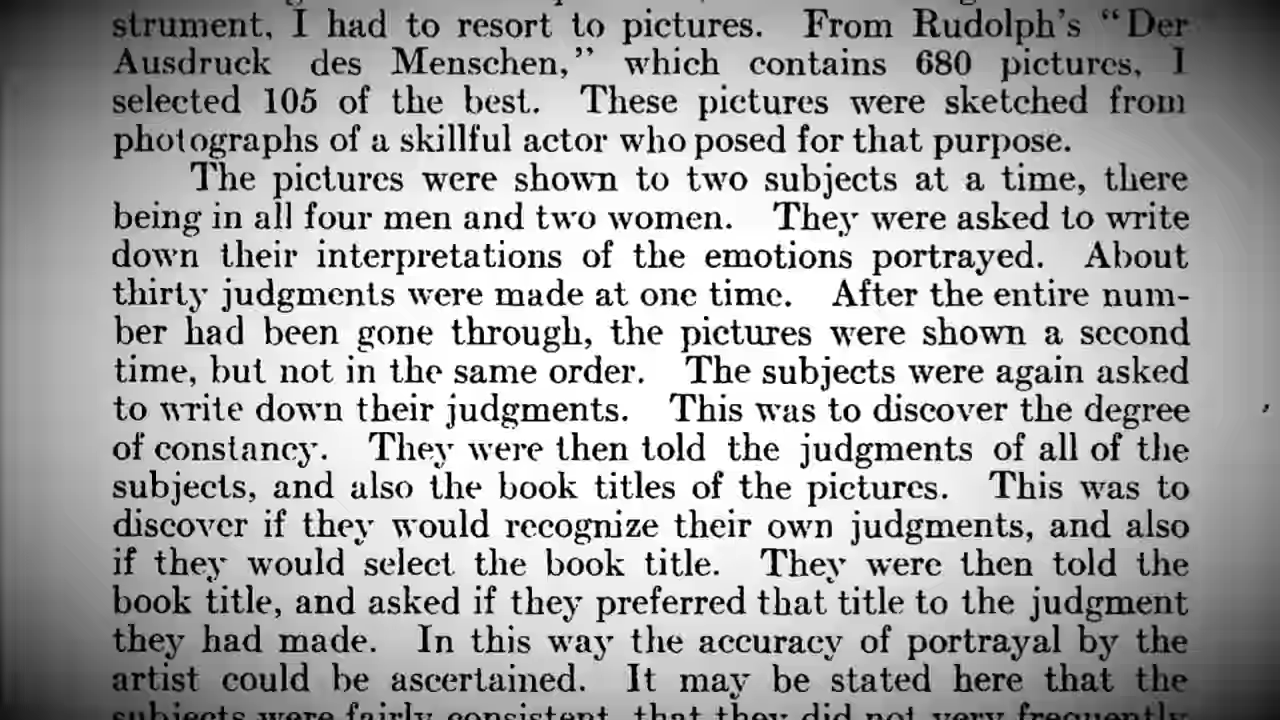 strument, I had to resort to pictures. From Rudolph's "Der
Ausdruck des Menschen," which contains 680 pictures, I
selected 105 of the best. These pictures were sketched from
photographs of a skillful actor who posed for that purpose.
The pictures were shown to two subjects at a time, there
being in all four men and two women. They were asked to write
down their interpretations of the emotions portrayed. About
thirty judgments were made at one time. After the entire num-
ber had been gone through, the pictures were shown a second
time, but not in the same order. The subjects were again asked
to write down their judgments. This was to discover the degree
of constancy. They were then told the judgments of all of the
subjects, and also the book titles of the pictures. This was to
discover if they would recognize their own judgments, and also
if they would select the book title. They were then told the
book title, and asked if they preferred that title to the judgment
they had made. In this way the accuracy of portrayal by the
artist could be ascertained. It may be stated here that the
subjects were fairly consistent, that they did not very frequently